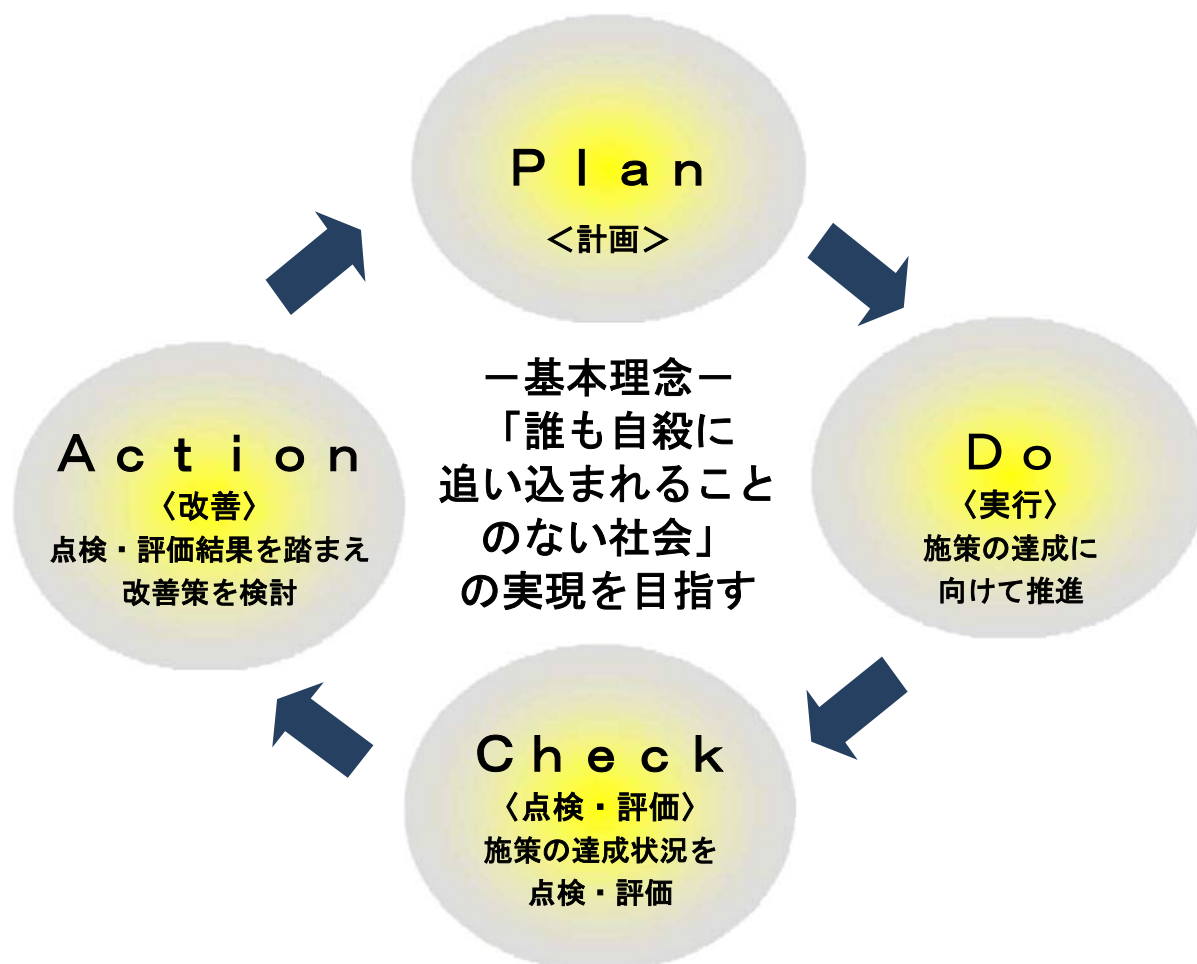 Ｐｌａｎ
＜計画＞
－基本理念－
「誰も自殺に
追い込まれること
のない社会」
の実現を目指す
Ａｃｔｉｏｎ
〈改善〉
点検・評価結果を踏まえ
改善策を検討
Ｄｏ
〈実行〉
施策の達成に
向けて推進
Ｃｈｅｃｋ
〈点検・評価〉
施策の達成状況を
点検・評価